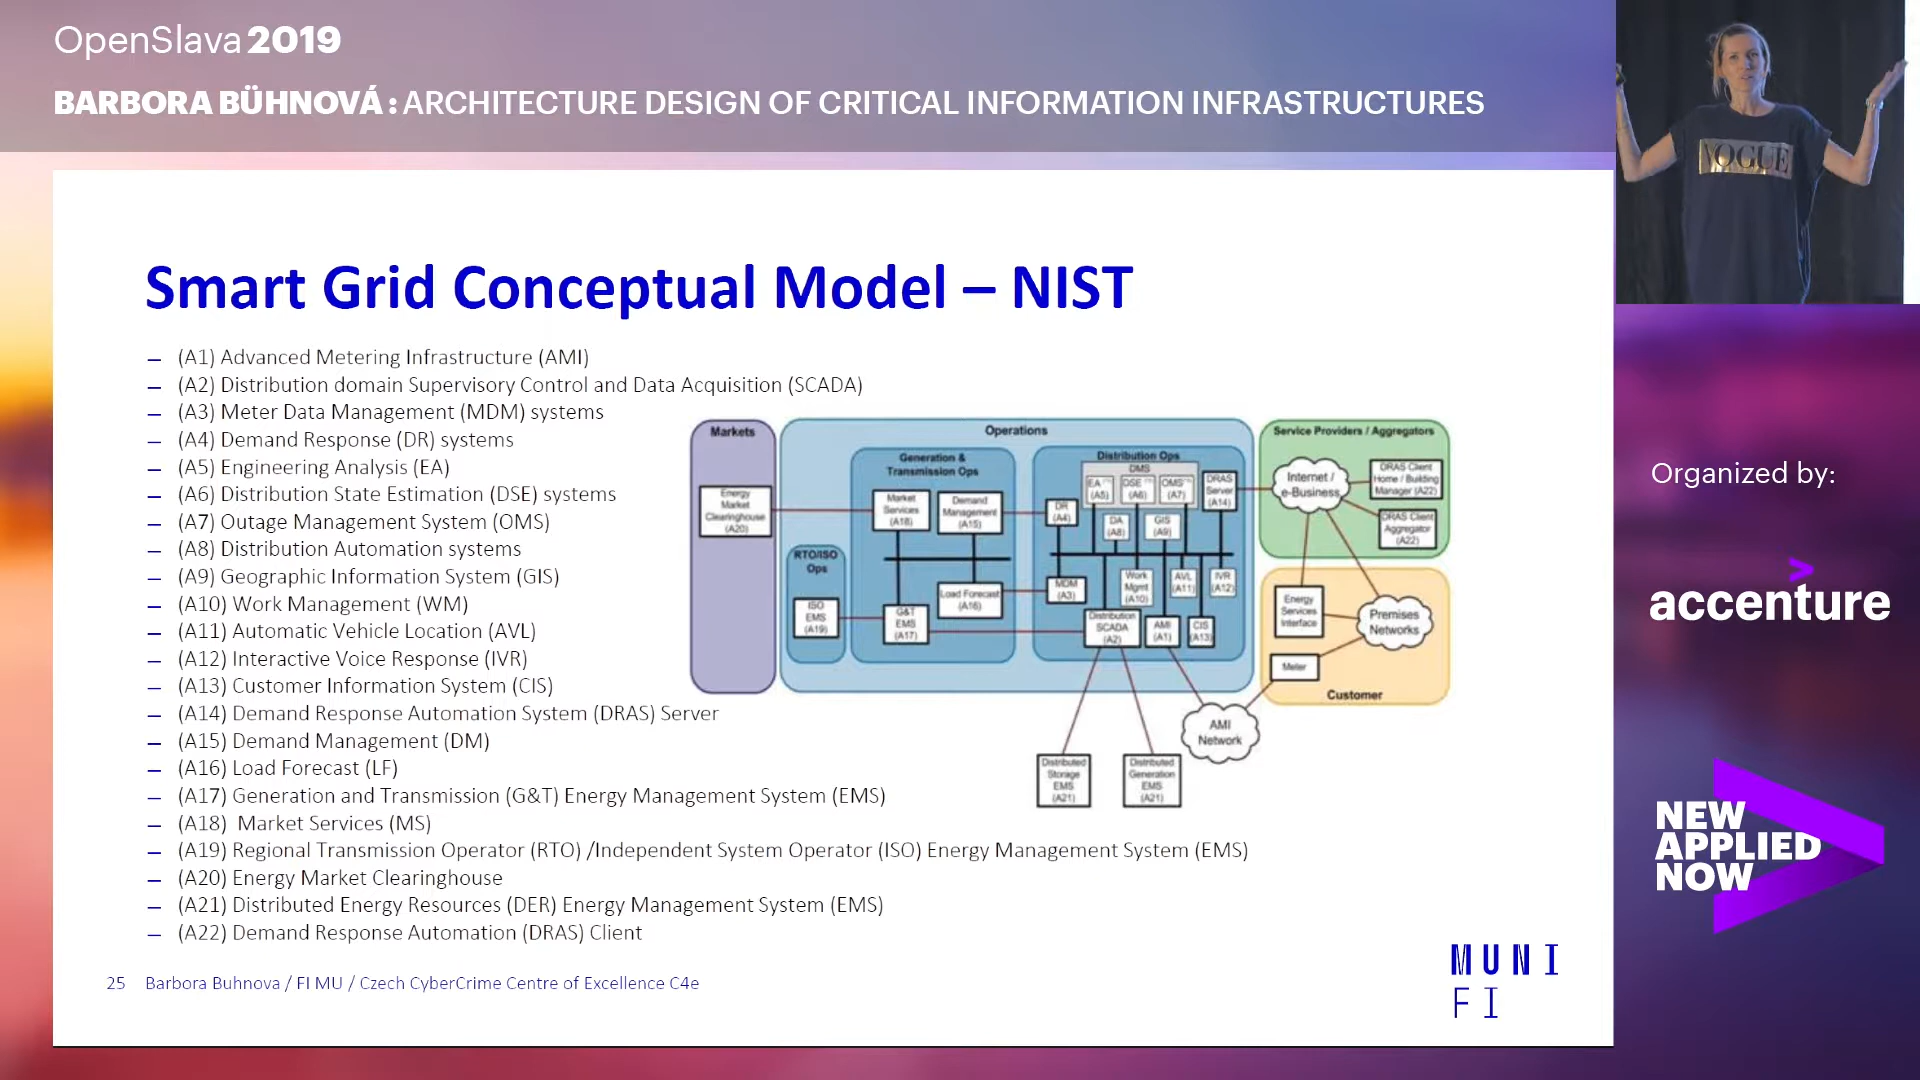 OpenSlava 2019
BARBORA BÜHNOVÁ : ARCHITECTURE DESIGN OF CRITICAL INFORMATION INFRASTRUCTURES
VOGUE
Smart Grid Conceptual Model – NIST
– (A1) Advanced Metering Infrastructure (AMI)
– (A2) Distribution domain Supervisory Control and Data Acquisition (SCADA)
– (A3) Meter Data Management (MDM) systems
– (A4) Demand Response (DR) systems
– (A5) Engineering Analysis (EA)
– (A6) Distribution State Estimation (DSE) systems
– (A7) Outage Management System (OMS)
– (A8) Distribution Automation systems
– (A9) Geographic Information System (GIS)
– (A10) Work Management (WM)
– (A11) Automatic Vehicle Location (AVL)
– (A12) Interactive Voice Response (IVR)
– (A13) Customer Information System (CIS)
– (A14) Demand Response Automation System (DRAS) Server
– (A15) Demand Management (DM)
– (A16) Load Forecast (LF)
– (A17) Generation and Transmission (G&T) Energy Management System (EMS)
– (A18)  Market Services (MS)
– (A19) Regional Transmission Operator (RTO) /Independent System Operator (ISO) Energy Management System (EMS)
– (A20) Energy Market Clearinghouse
– (A21) Distributed Energy Resources (DER) Energy Management System (EMS)
– (A22) Demand Response Automation (DRAS) Client
Markets
Energy
Market
Clearinghouse
(A20)
Operations
Generation &
Transmission Ops
Market
Services
(A18)
Demand
Management
(A15)
RTO/ISO
Ops
ISO
EMS
(A19)
G&T
EMS
(A17)
Load Forecast
(A16)
Distribution Ops
DMS
EA
(A5)
DSE
(A6)
OMS
(A7)
DRAS
Server
(A14)
DR
(A4)
DA
(A8)
GIS
(A9)
MDM
(A3)
Work
Mgmt
(A10)
AVL
(A11)
IVR
(A12)
Distribution
SCADA
(A2)
AMI
(A1)
CIS
(A13)
Service Providers / Aggregators
Internet /
e-Business
DRAS Client
Home / Building
Manager (A22)
DRAS Client
Aggregator
(A22)
Energy
Services
Interface
Premises
Networks
Meter
Customer
AMI
Network
Distributed
Storage
EMS
(A21)
Distributed
Generation
EMS
(A21)
25 Barbora Buhnova / FI MU / Czech CyberCrime Centre of Excellence C4e
MUNI
FI
Organized by:
accenture
NEW
APPLIED
NOW